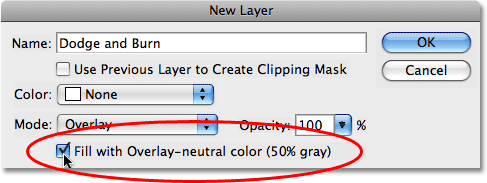 New Layer
Name: Dodge and Burn OK
Use Previous Layer to Create Clipping Mask Cancel
Color: None
Mode: Overlay Opacity: 100 %
Fill with Overlay-neutral color (50% gray)